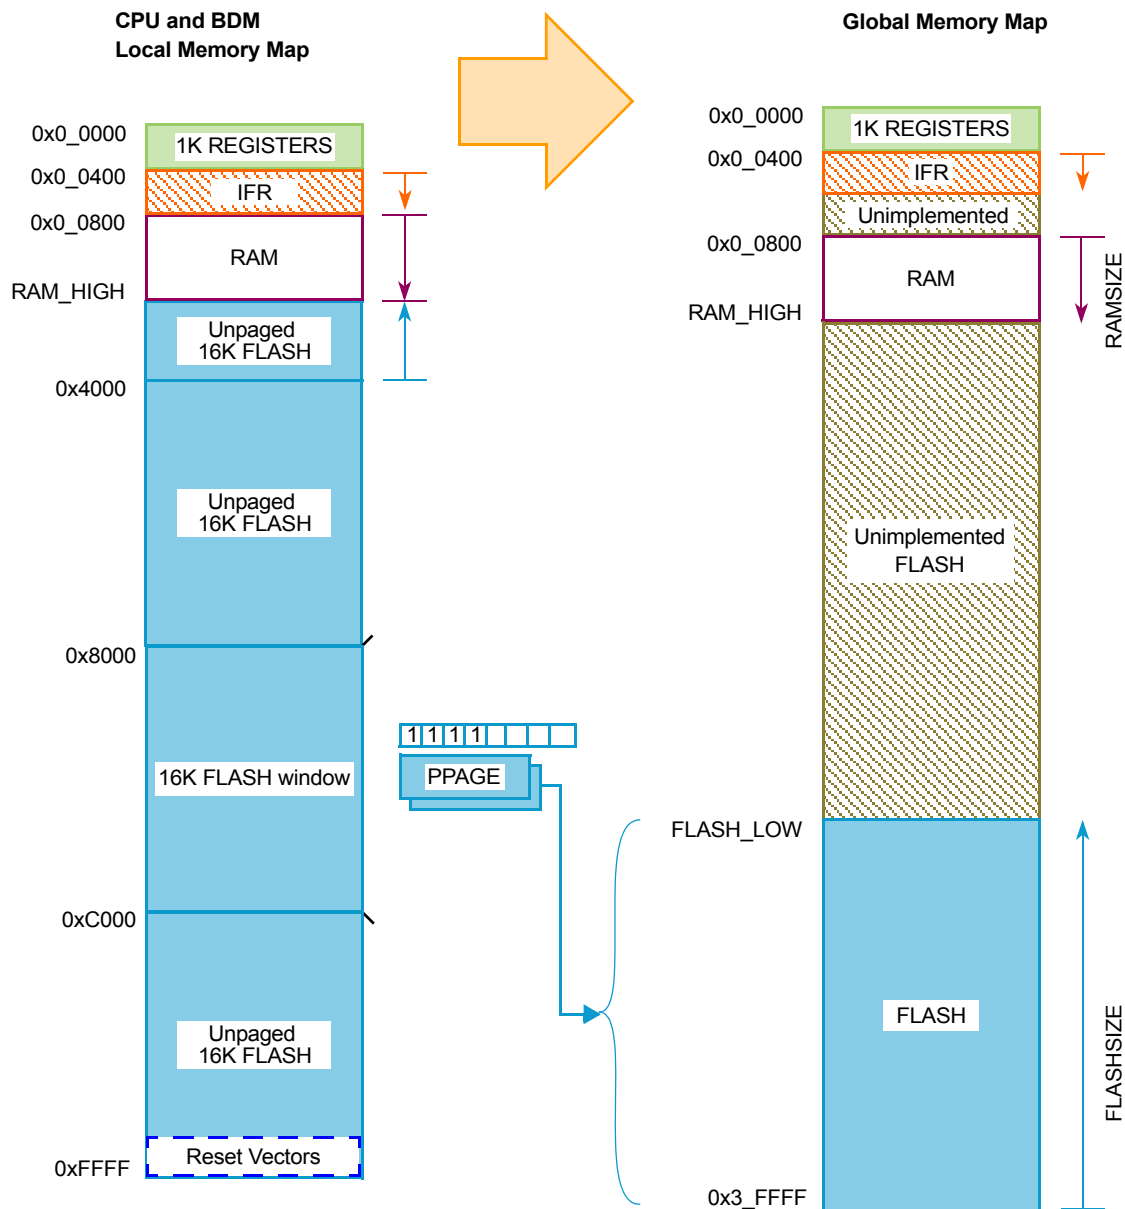 CPU and BDM
Local Memory Map
Global Memory Map
0x0_0000
1K REGISTERS
0x0_0400
IFR
0x0_0800
RAM
RAM_HIGH
Unpaged
16K FLASH
0x4000
Unpaged
16K FLASH
0x8000
16K FLASH window
0xC000
Unpaged
16K FLASH
Reset Vectors
0xFFFF
1 1 1 1
PPAGE
0x0_0000
1K REGISTERS
0x0_0400
IFR
Unimplemented
0x0_0800
RAM
RAM_HIGH
RAMSIZE
Unimplemented
FLASH
FLASH_LOW
FLASH
FLASHSIZE
0x3_FFFF